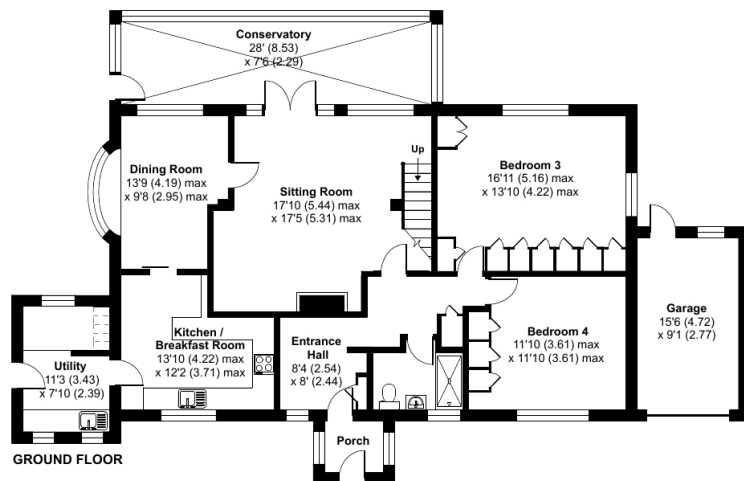 Conservatory
28' (8.53)
x 7'6 (2.29)
Dining Room
13'9 (4.19) max
x 9'8 (2.95) max
Sitting Room
17'10 (5.44) max
x 17'5 (5.31) max
Up
Bedroom 3
16'11 (5.16) max
x 13'10 (4.22) max
Garage
15'6 (4.72)
x 9'1 (2.77)
Kitchen /
Breakfast Room
13'10 (4.22) max
x 12'2 (3.71) max
Entrance
Hall
8'4 (2.54)
x 8' (2.44)
Bedroom 4
11'10 (3.61) max
x 11'10 (3.61) max
Utility
11'3 (3.43)
x 7'10 (2.39)
Porch
GROUND FLOOR